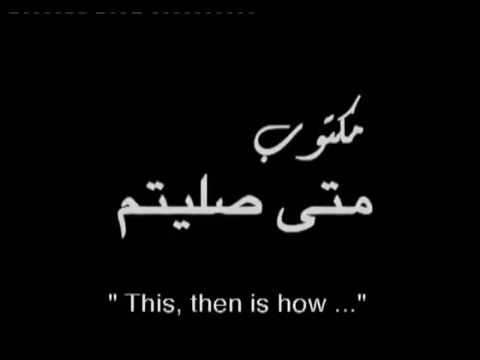 مكتوب
متى صليتم
" This, then is how ..."